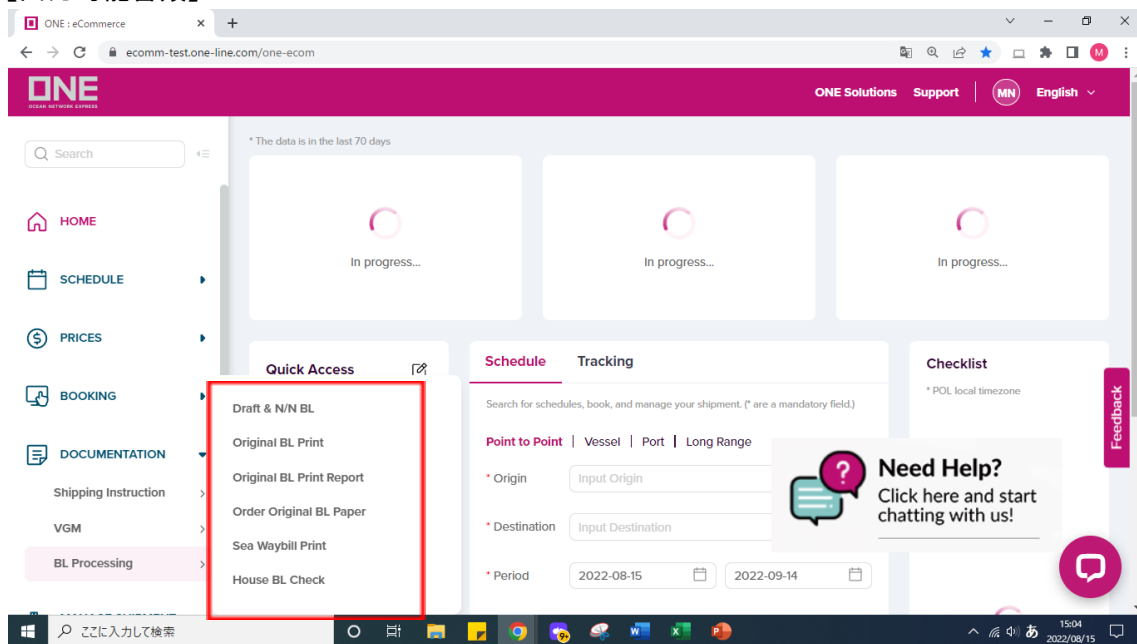 ONE : eCommerce
ecomm-test.one-line.com/one-ecom
M
ONE
OCEAN NETWORK EXPRESS
ONE Solutions Support MN English
Search
* The data is in the last 70 days
HOME
In progress...
In progress...
In progress...
SCHEDULE
PRICES
Quick Access
Schedule Tracking
Checklist
* POL local timezone
BOOKING
Draft & N/N BL
Search for schedules, book, and manage your shipment. (* are a mandatory field.)
Feedback
Original BL Print
Point to Point | Vessel | Port | Long Range
DOCUMENTATION
Original BL Print Report
* Origin Input Origin
Need Help?
Click here and start
chatting with us!
Shipping Instruction
Order Original BL Paper
* Destination Input Destination
VGM
Sea Waybill Print
BL Processing
House BL Check
* Period 2022-08-15 2022-09-14
ここに入力して検索
9+
あ
15:04
2022/08/15